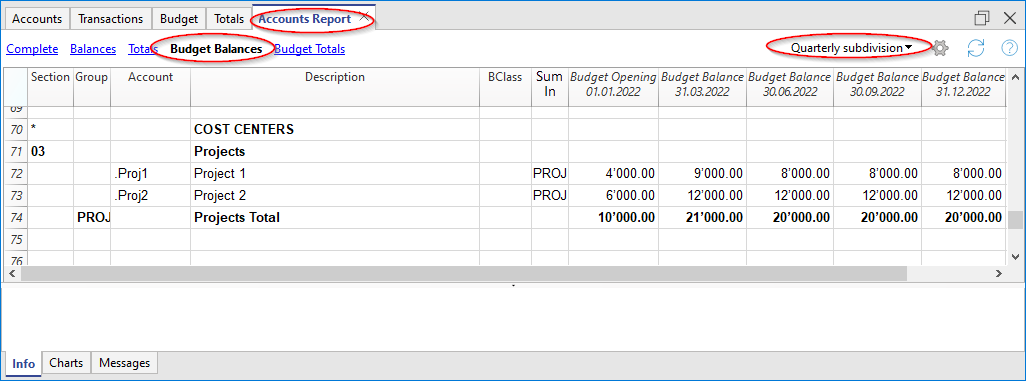 Accounts Transactions Budget Totals Accounts Report
Complete Balances Totals Budget Balances Budget Totals Quarterly subdivision
Section Group Account Description BClass Sum In Budget Opening 01.01.2022 Budget Balance 31.03.2022 Budget Balance 30.06.2022 Budget Balance 30.09.2022 Budget Balance 31.12.2022
69
70 * COST CENTERS
71 03 Projects
72 .Proj1 Project 1 PROJ 4'000.00 9'000.00 8'000.00 8'000.00 8'000.00
73 .Proj2 Project 2 PROJ 6'000.00 12'000.00 12'000.00 12'000.00 12'000.00
74 PROJ Projects Total 10'000.00 21'000.00 20'000.00 20'000.00 20'000.00
75
76
Info Charts Messages